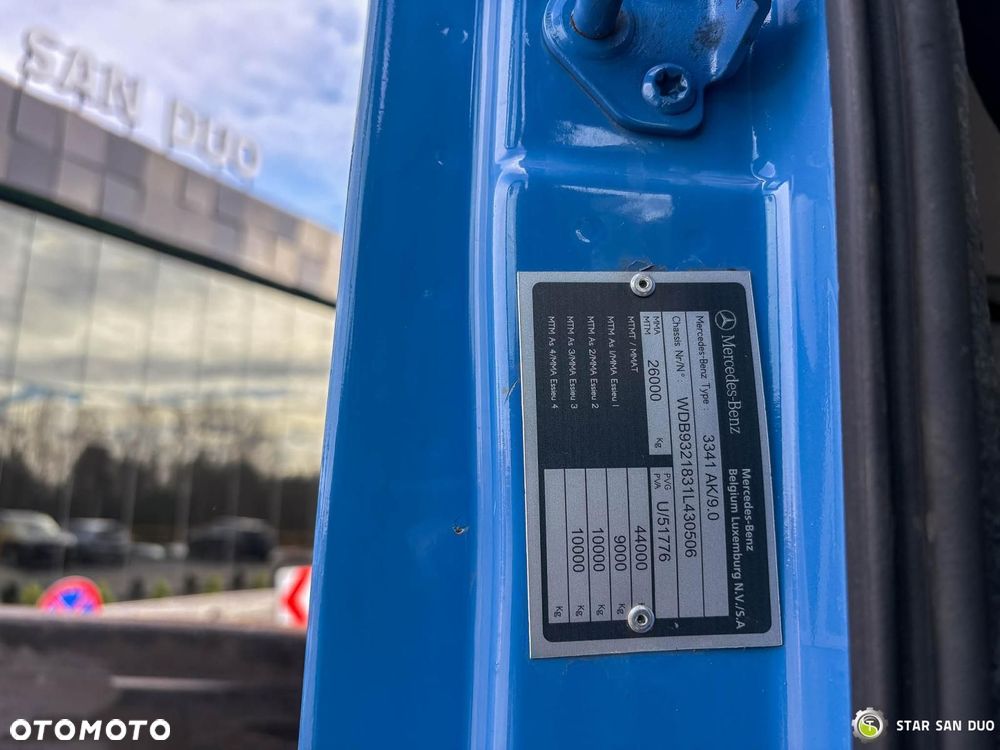 SAN DUO
Mercedes-Benz
Mercedes-Benz
Belgium Luxemburg N.V./S.A
Mercedes-Benz Type : 3341 AK/9.0
Chassis Nr/N° WDB9321831L430506
MMA
MTM
26000 Kg
PVG
PVA
U/51776
MTMT / MMAT 44000 Kg
MTM As 1/MMA Essieu 1 9000 Kg
MTM As 2/MMA Essieu 2 10000 Kg
MTM As 3/MMA Essieu 3 10000 Kg
MTM As 4/MMA Essieu 4 Kg
OTOMOTO
STAR SAN DUO